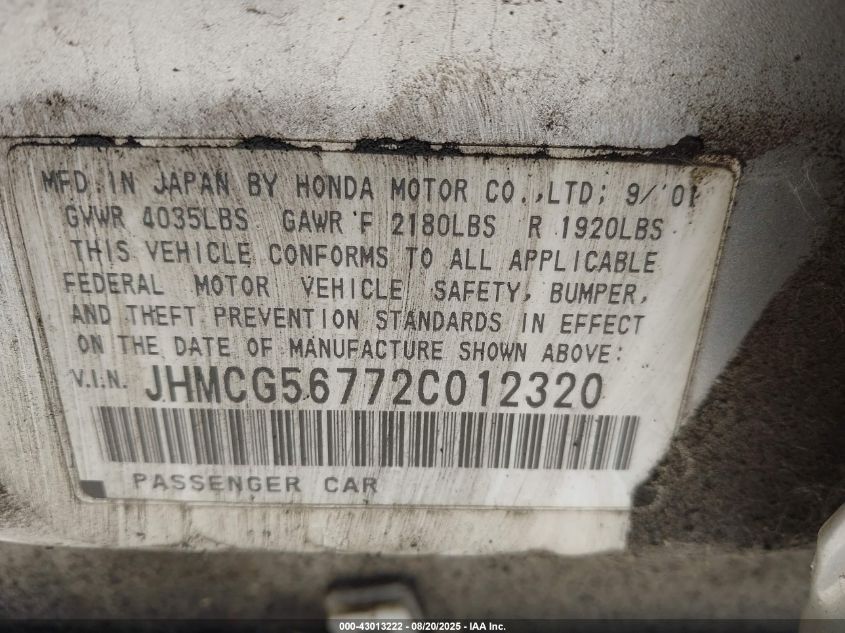 MFD. IN JAPAN BY HONDA MOTOR CO.,LTD; 9/'01
GVWR 4035LBS GAWR F 2180LBS R 1920LBS
THIS VEHICLE CONFORMS TO ALL APPLICABLE
FEDERAL MOTOR VEHICLE SAFETY, BUMPER,
AND THEFT PREVENTION STANDARDS IN EFFECT
ON THE DATE OF MANUFACTURE SHOWN ABOVE:
V.I.N. JHMCG56772C012320
PASSENGER CAR
000-43013222 - 08/20/2025 - IAA Inc.